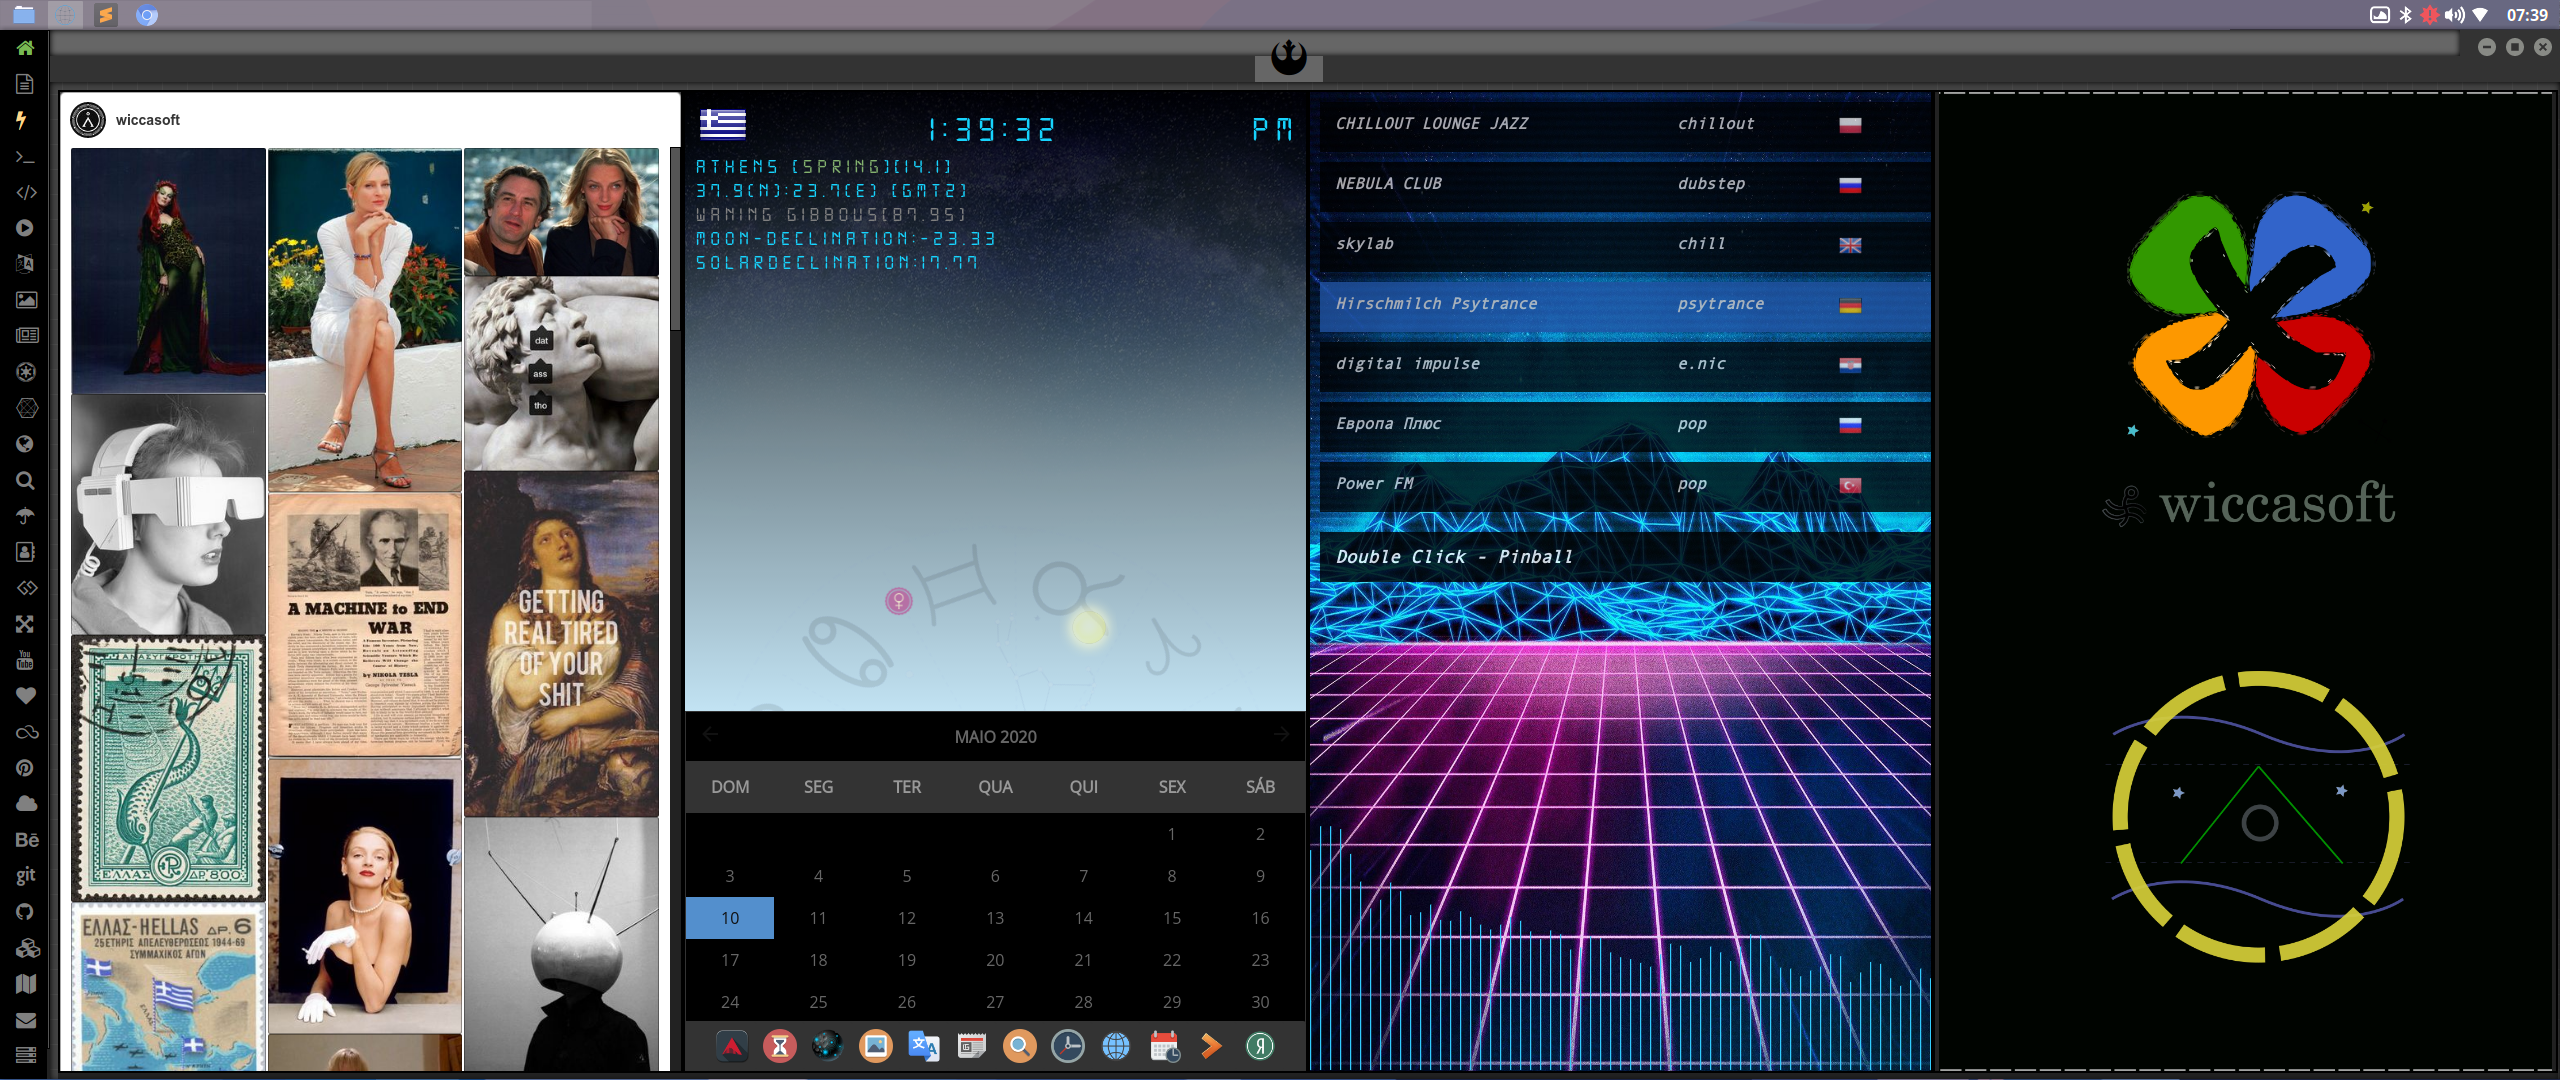 07:39
wiccasoft
dat
ass
tho
A MACHINE to END
WAR
by NIKOLA TESLA
GETTING
REAL TIRED
OF YOUR
SHIT
ΕΛΛΑΣ ΔΡ.800
ΕΛΛΑΣ-HELLAS ΔΡ.6
25ΕΤΗΡΙΣ ΑΠΕΛΕΥΘΕΡΩΣΕΩΣ 1944-69
ΣΥΜΜΑΧΙΚΟΣ ΑΓΩΝ
You
Tube
Bē
git
1:39:32 PM
ATHENS [SPRING][14.1]
37.9(N):23.7(E) [GMT2]
WANING GIBBOUS[87.95]
MOON-DECLINATION:-23.33
SOLARDECLINATION:17.77
MAIO 2020
DOM SEG TER QUA QUI SEX SÁB
1 2
3 4 5 6 7 8 9
10 11 12 13 14 15 16
17 18 19 20 21 22 23
24 25 26 27 28 29 30
CHILLOUT LOUNGE JAZZ chillout
NEBULA CLUB dubstep
skylab chill
Hirschmilch Psytrance psytrance
digital impulse e.nic
Европа Плюс pop
Power FM pop
Double Click - Pinball
wiccasoft